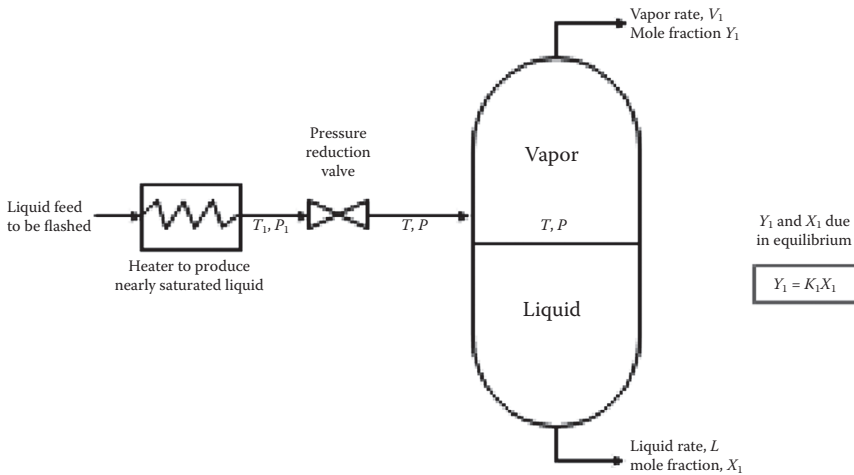 Vapor rate, V₁
Mole fraction Y₁
Pressure
reduction
valve
Vapor
Liquid feed
to be flashed
T₁, P₁
T, P
T, P
Y₁ and X₁ due
in equilibrium
Heater to produce
nearly saturated liquid
Y₁ = K₁X₁
Liquid
Liquid rate, L
mole fraction, X₁